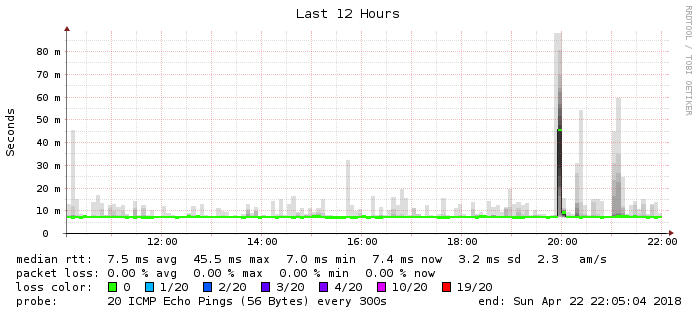 Last 12 Hours
RRDTOOL / TOBI OETIKER
Seconds
80 m
70 m
60 m
50 m
40 m
30 m
20 m
10 m
0
12:00 14:00 16:00 18:00 20:00 22:00
median rtt: 7.5 ms avg 45.5 ms max 7.0 ms min 7.4 ms now 3.2 ms sd 2.3 am/s
packet loss: 0.00 % avg 0.00 % max 0.00 % min 0.00 % now
loss color: 0 1/20 2/20 3/20 4/20 10/20 19/20
probe: 20 ICMP Echo Pings (56 Bytes) every 300s end: Sun Apr 22 22:05:04 2018